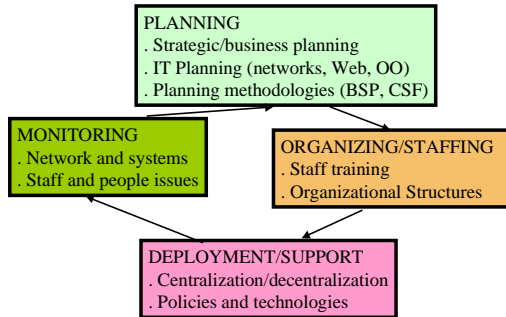 PLANNING
. Strategic/business planning
. IT Planning (networks, Web, OO)
. Planning methodologies (BSP, CSF)
MONITORING
. Network and systems
. Staff and people issues
ORGANIZING/STAFFING
. Staff training
. Organizational Structures
DEPLOYMENT/SUPPORT
. Centralization/decentralization
. Policies and technologies